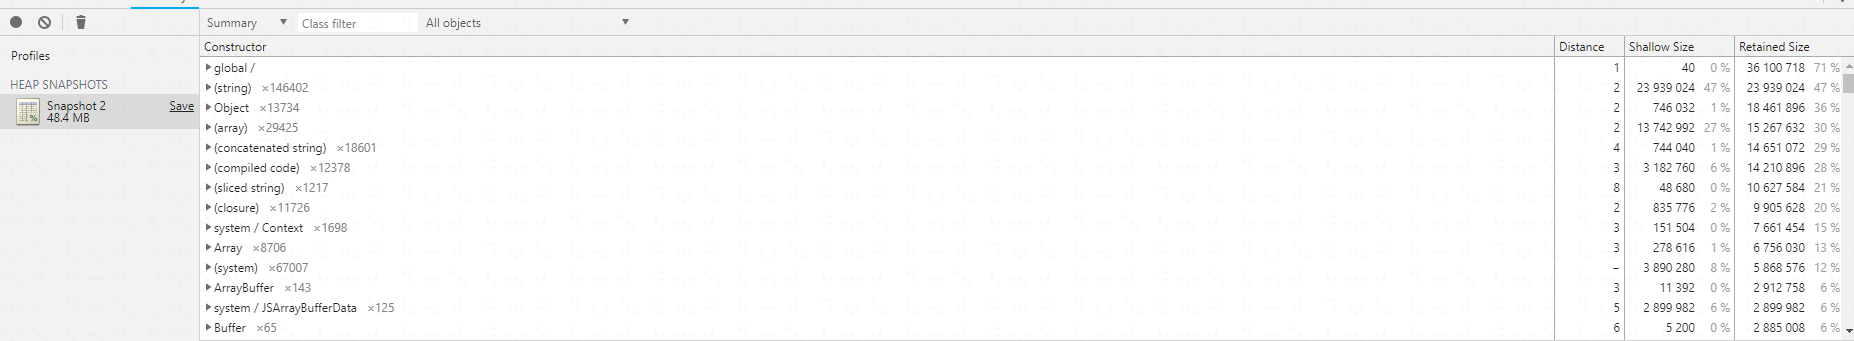 Summary ▼ Class filter All objects ▼
Profiles
HEAP SNAPSHOTS
Snapshot 2 Save
48.4 MB
Constructor Distance Shallow Size Retained Size
global / 1 40 0 % 36 100 718 71 %
(string) ×146402 2 23 939 024 47 % 23 939 024 47 %
Object ×13734 2 746 032 1 % 18 461 896 36 %
(array) ×29425 2 13 742 992 27 % 15 267 632 30 %
(concatenated string) ×18601 4 744 040 1 % 14 651 072 29 %
(compiled code) ×12378 3 3 182 760 6 % 14 210 896 28 %
(sliced string) ×1217 8 48 680 0 % 10 627 584 21 %
(closure) ×11726 2 835 776 2 % 9 905 628 20 %
system / Context ×1698 3 151 504 0 % 7 661 454 15 %
Array ×8706 3 278 616 1 % 6 756 030 13 %
(system) ×67007 – 3 890 280 8 % 5 868 576 12 %
ArrayBuffer ×143 3 11 392 0 % 2 912 758 6 %
system / JSArrayBufferData ×125 5 2 899 982 6 % 2 899 982 6 %
Buffer ×65 6 5 200 0 % 2 885 008 6 %